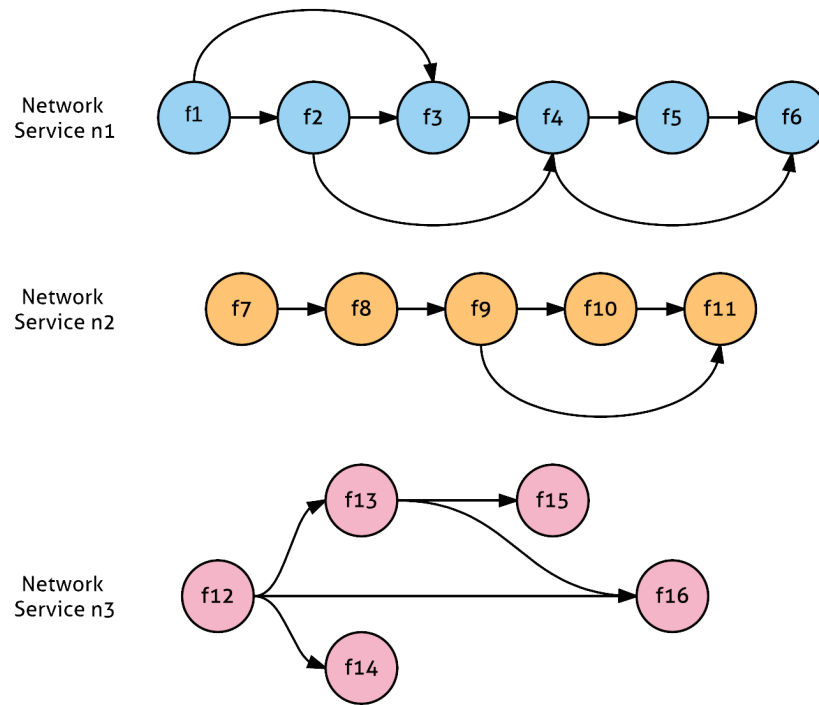 Network
Service n1
f1
f2
f3
f4
f5
f6
Network
Service n2
f7
f8
f9
f10
f11
Network
Service n3
f13
f15
f12
f16
f14